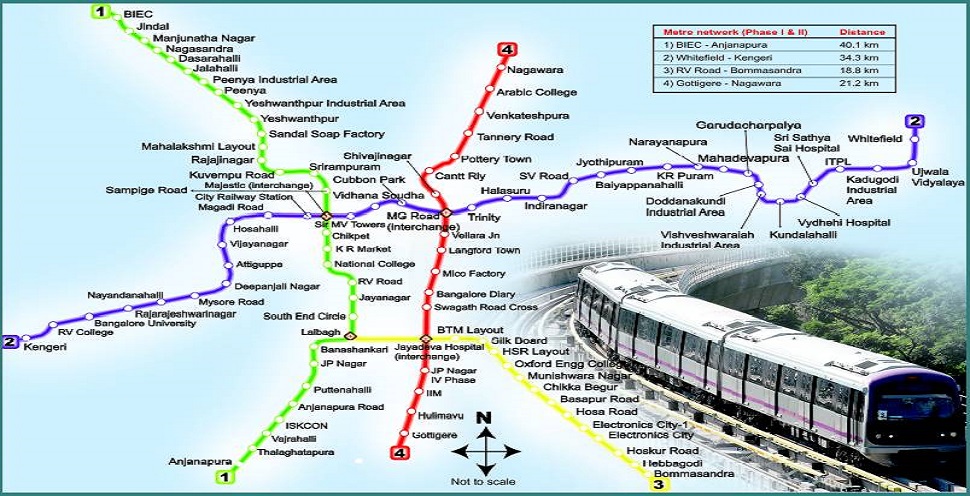 1
BIEC
Jindal
Manjunatha Nagar
Nagasandra
Dasarahalli
Jalahalli
Peenya Industrial Area
Peenya
Yeshwanthpur Industrial Area
Yeshwanthpur
Sandal Soap Factory
Mahalakshmi Layout
Rajajinagar
Kuvempu Road
Srirampuram
Sampige Road
Majestic (interchange)
City Railway Station
Magadi Road
Hosahalli
Vijayanagar
Attiguppe
Deepanjali Nagar
Mysore Road
Nayandanahalli
Rajarajeshwarinagar
Bangalore University
RV College
2
Kengeri
Sir MV Towers
Vidhana Soudha
Cubbon Park
Chikpet
K R Market
National College
RV Road
Jayanagar
South End Circle
Lalbagh
Banashankari
JP Nagar
Puttenahalli
Anjanapura Road
ISKCON
Vajrahalli
Thalaghatapura
Anjanapura
1
4
Nagawara
Arabic College
Venkateshpura
Tannery Road
Pottery Town
Shivajinagar
Cantt Rly
MG Road
(interchange)
Vellara Jn
Langford Town
Mico Factory
Bangalore Diary
Swagath Road Cross
BTM Layout
Jayadeva Hospital
(interchange)
JP Nagar
IV Phase
IIM
Hulimavu
Gottigere
4
Trinity
Halasuru
Indiranagar
SV Road
Jyothipuram
Baiyappanahalli
Narayanapura
KR Puram
Mahadevapura
Garudacharpalya
Doddanakundi
Industrial Area
Vishveshwaraiah
Industrial Area
Kundalahalli
Vydhehi Hospital
Sri Sathya
Sai Hospital
ITPL
Kadugodi
Industrial
Area
Ujwala
Vidyalaya
Whitefield
2
Gilk Board
HSR Layout
Oxford Engg College
Munishwara Nagar
Chikka Begur
Basapur Road
Hosa Road
Electronics City-1
Electronics City
Hoskur Road
Hebbagodi
Bommasandra
3
N
Not to scale
Metro network (Phase I & II) Distance
1) BIEC - Anjanapura 40.1 km
2) Whitefield - Kengeri 34.3 km
3) RV Road - Bommasandra 18.8 km
4) Gottigere - Nagawara 21.2 km